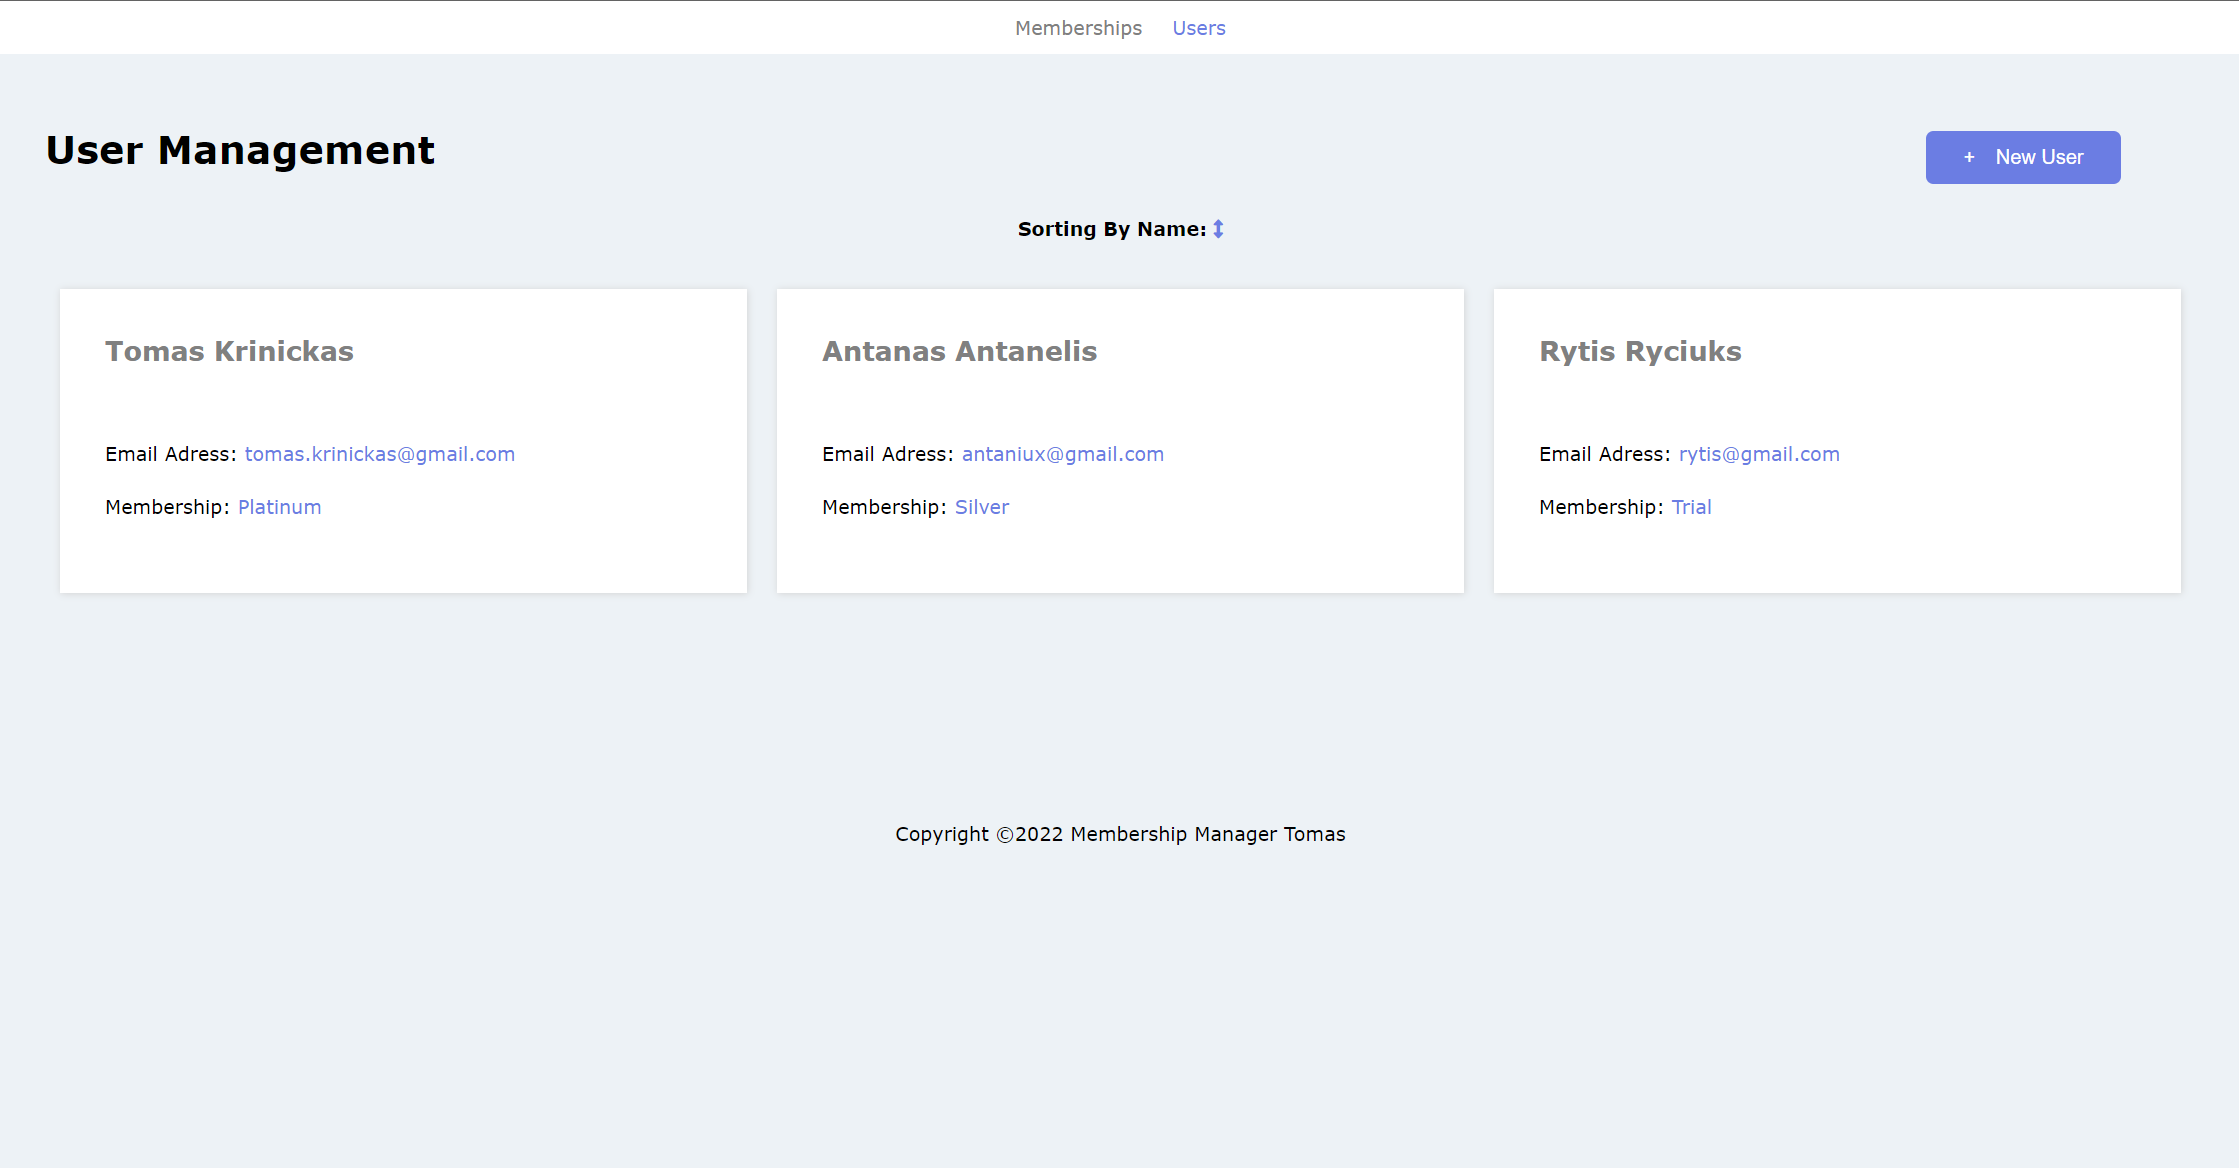 Memberships Users
User Management
+ New User
Sorting By Name:
Tomas Krinickas
Email Adress: tomas.krinickas@gmail.com
Membership: Platinum
Antanas Antanelis
Email Adress: antaniux@gmail.com
Membership: Silver
Rytis Ryciuks
Email Adress: rytis@gmail.com
Membership: Trial
Copyright ©2022 Membership Manager Tomas